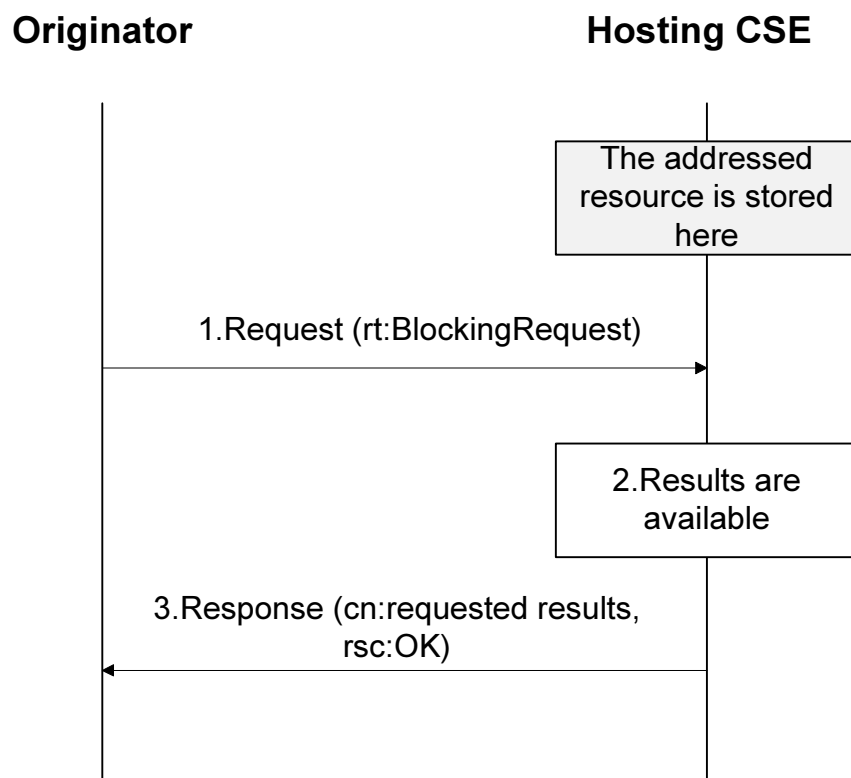 Originator
Hosting CSE
The addressed
resource is stored
here
1.Request (rt:BlockingRequest)
2.Results are
available
3.Response (cn:requested results,
rsc:OK)